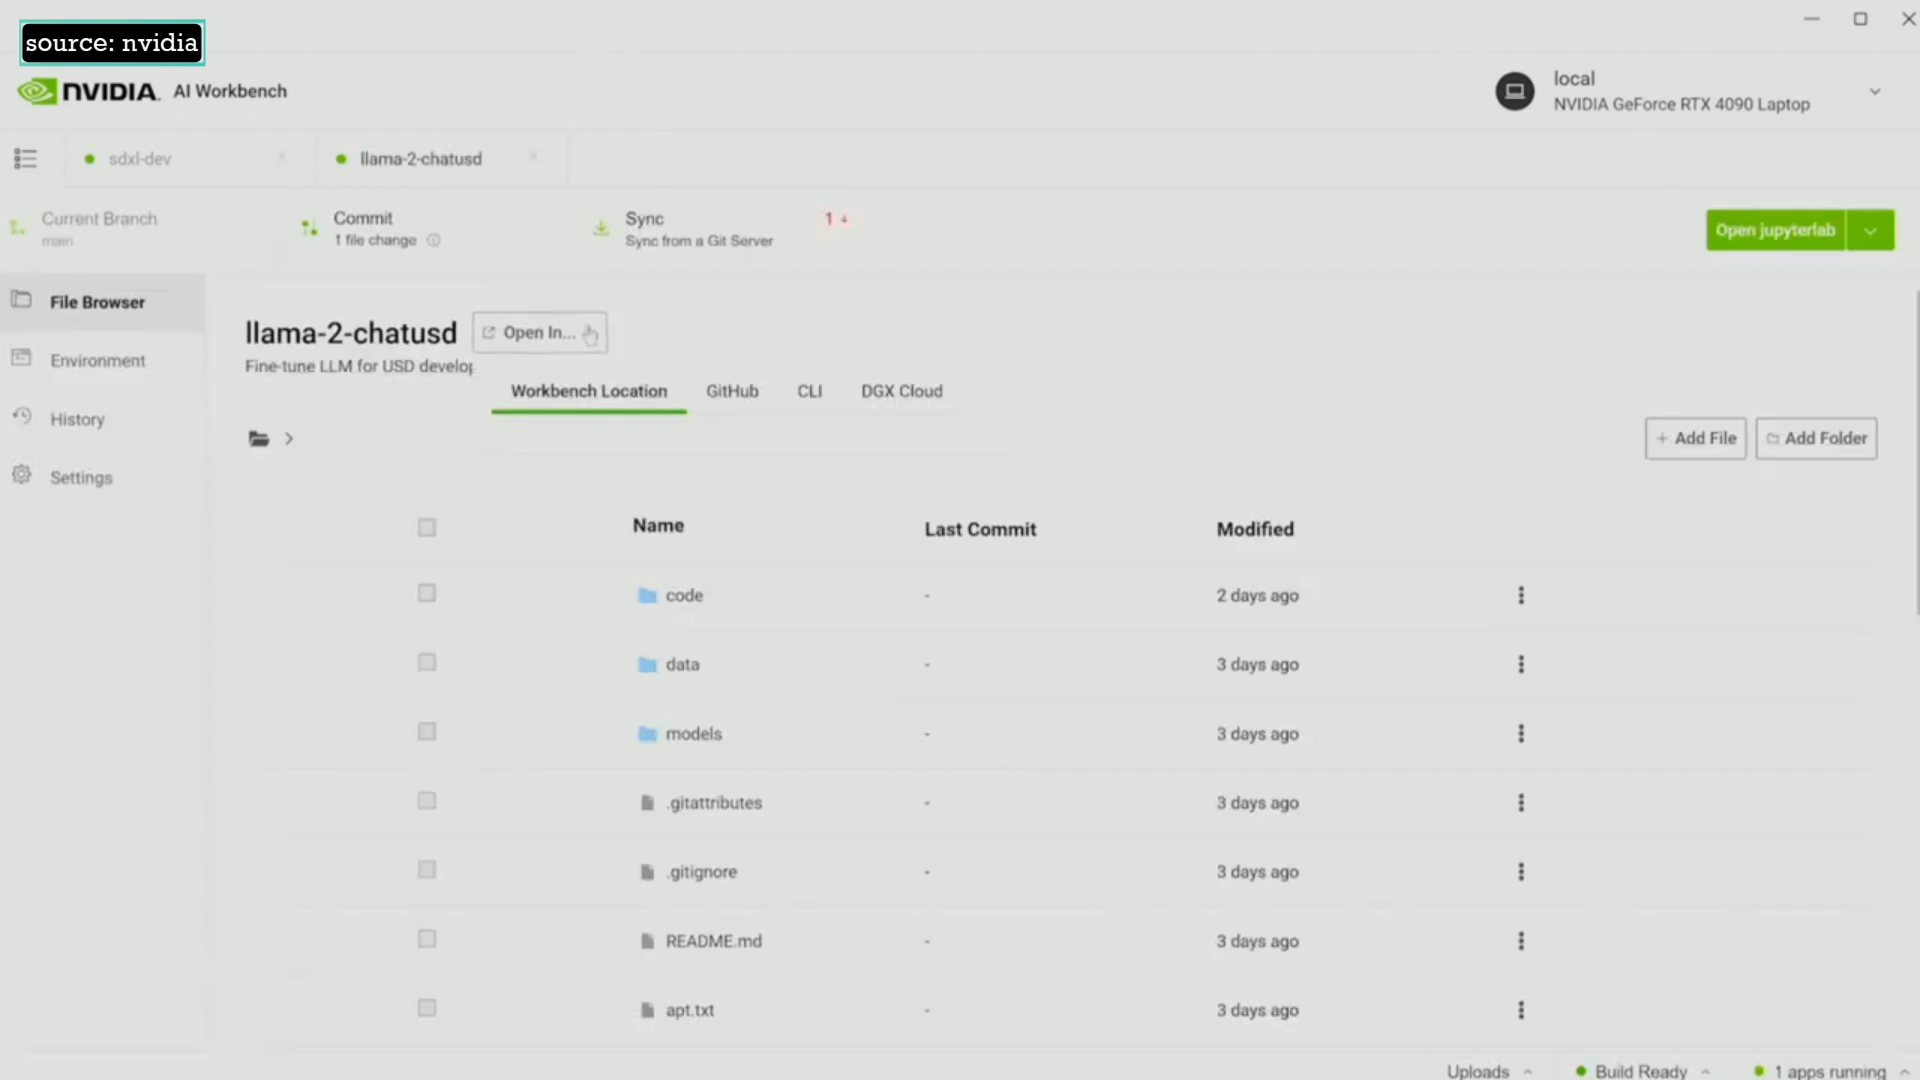 source: nvidia
NVIDIA. AI Workbench
local
NVIDIA GeForce RTX 4090 Laptop
sdxl-dev
llama-2-chatusd
Current Branch
main
Commit
1 file change
Sync
Sync from a Git Server
1
Open jupyterlab
File Browser
Environment
History
Settings
llama-2-chatusd
Open In...
Fine-tune LLM for USD develop
Workbench Location GitHub CLI DGX Cloud
+ Add File Add Folder
Name Last Commit Modified
code - 2 days ago
data - 3 days ago
models - 3 days ago
.gitattributes - 3 days ago
.gitignore - 3 days ago
README.md - 3 days ago
apt.txt - 3 days ago
Uploads Build Ready 1 apps running